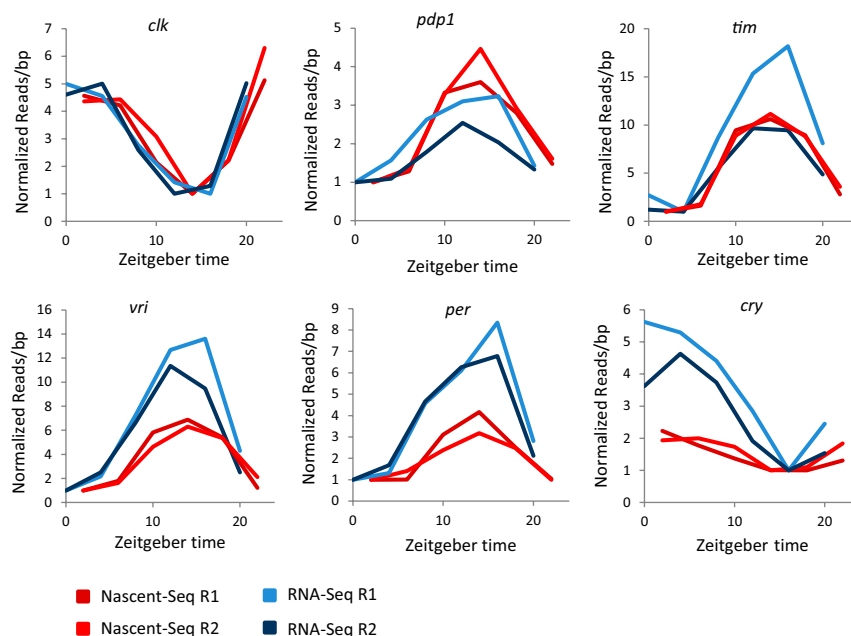 clk
Normalized Reads/bp
7
6
5
4
3
2
1
0
0 10 20
Zeitgeber time
pdp1
Normalized Reads/bp
5
4
3
2
1
0
0 10 20
Zeitgeber time
tim
Normalized Reads/bp
20
15
10
5
0
0 10 20
Zeitgeber time
vri
Normalized Reads/bp
16
14
12
10
8
6
4
2
0
0 10 20
Zeitgeber time
per
Normalized Reads/bp
9
8
7
6
5
4
3
2
1
0
0 10 20
Zeitgeber time
cry
Normalized Reads/bp
6
5
4
3
2
1
0
0 10 20
Zeitgeber time
Nascent-Seq R1 RNA-Seq R1
Nascent-Seq R2 RNA-Seq R2